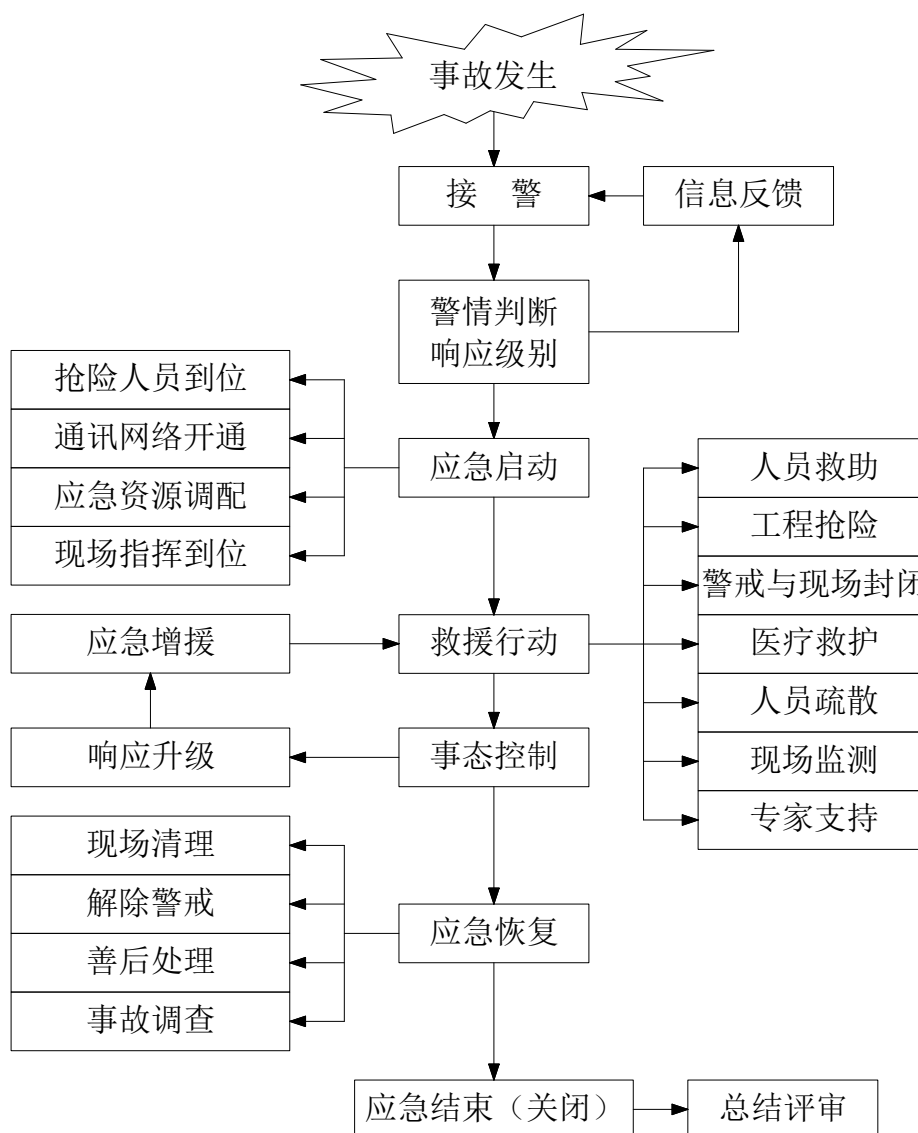 事故发生
接 警
信息反馈
警情判断
响应级别
抢险人员到位
通讯网络开通
应急资源调配
现场指挥到位
应急启动
人员救助
工程抢险
警戒与现场封闭
医疗救护
人员疏散
现场监测
专家支持
应急增援
救援行动
响应升级
事态控制
现场清理
解除警戒
善后处理
事故调查
应急恢复
应急结束（关闭）
总结评审